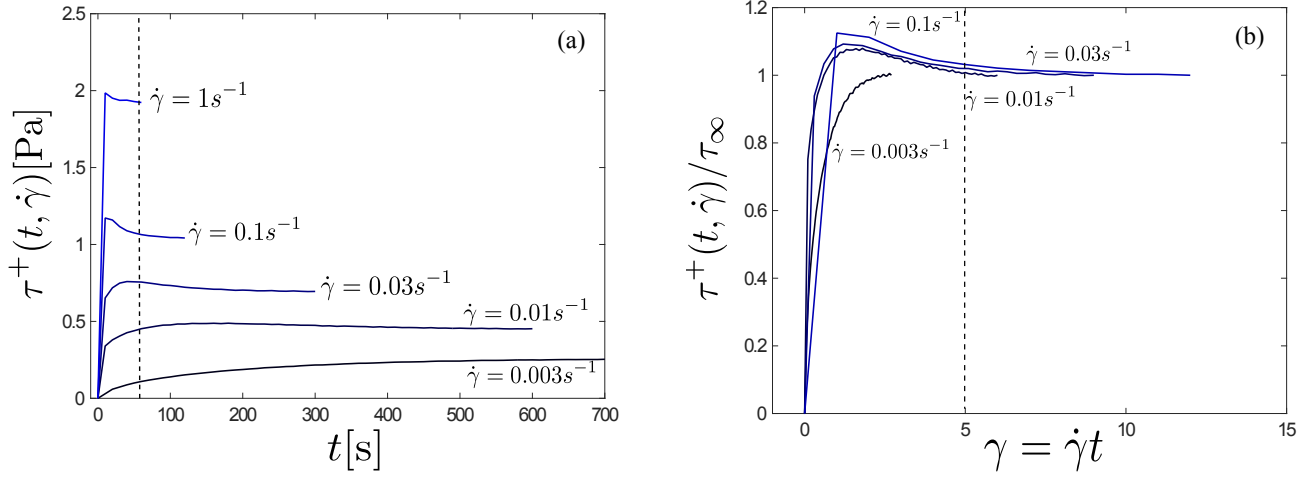 (a)
τ⁺(t, γ̇)[Pa]
2.5
2
1.5
1
0.5
0
γ̇ = 1s⁻¹
γ̇ = 0.1s⁻¹
γ̇ = 0.03s⁻¹
γ̇ = 0.01s⁻¹
γ̇ = 0.003s⁻¹
0 100 200 300 400 500 600 700
t[s]
(b)
τ⁺(t, γ̇)/τ∞
1.2
1
0.8
0.6
0.4
0.2
0
γ̇ = 0.1s⁻¹
γ̇ = 0.03s⁻¹
γ̇ = 0.01s⁻¹
γ̇ = 0.003s⁻¹
0 5 10 15
γ = γ̇t